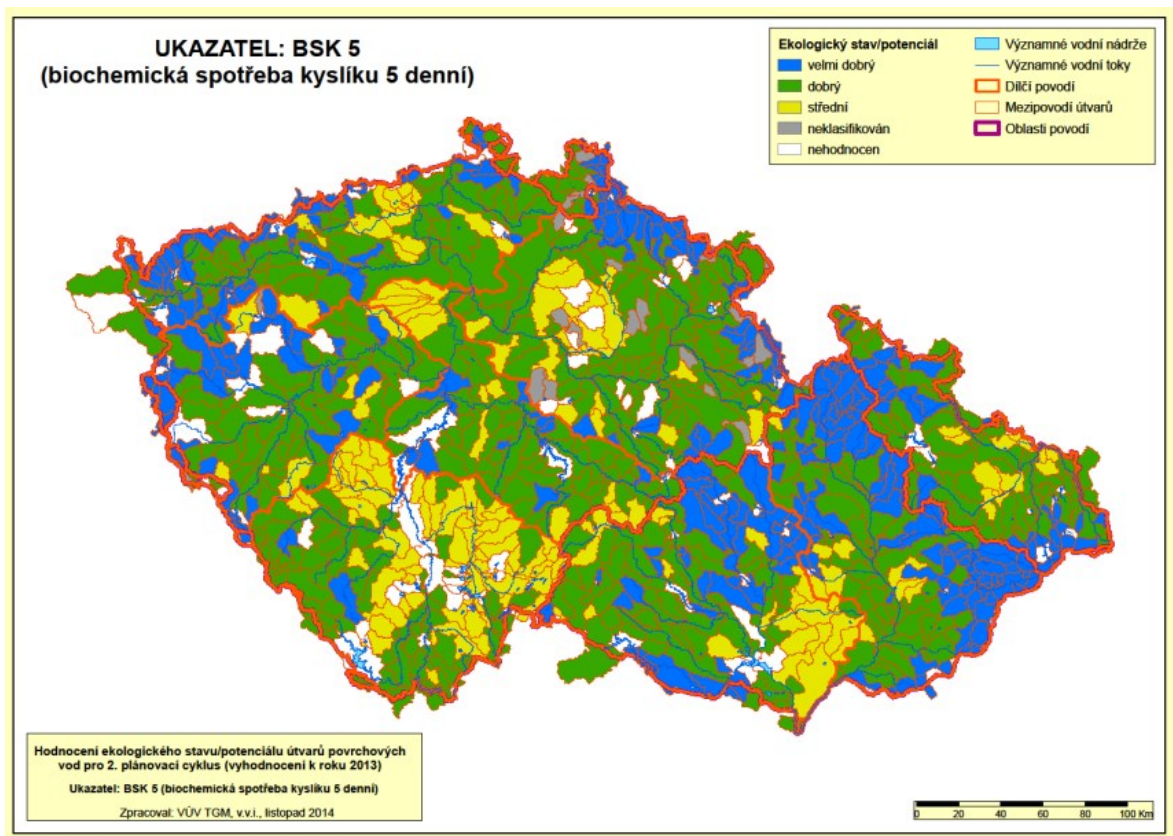 UKAZATEL: BSK 5
(biochemická spotřeba kyslíku 5 denní)
Ekologický stav/potenciál
velmi dobrý
dobrý
střední
neklasifikován
nehodnocen
Významné vodní nádrže
Významné vodní toky
Dílčí povodí
Mezipovodí útvarů
Oblasti povodí
Hodnocení ekologického stavu/potenciálu útvarů povrchových
vod pro 2. plánovací cyklus (vyhodnocení k roku 2013)
Ukazatel: BSK 5 (biochemická spotřeba kyslíku 5 denní)
Zpracoval: VÚV TGM, v.v.i., listopad 2014
0 20 40 60 80 100 Km